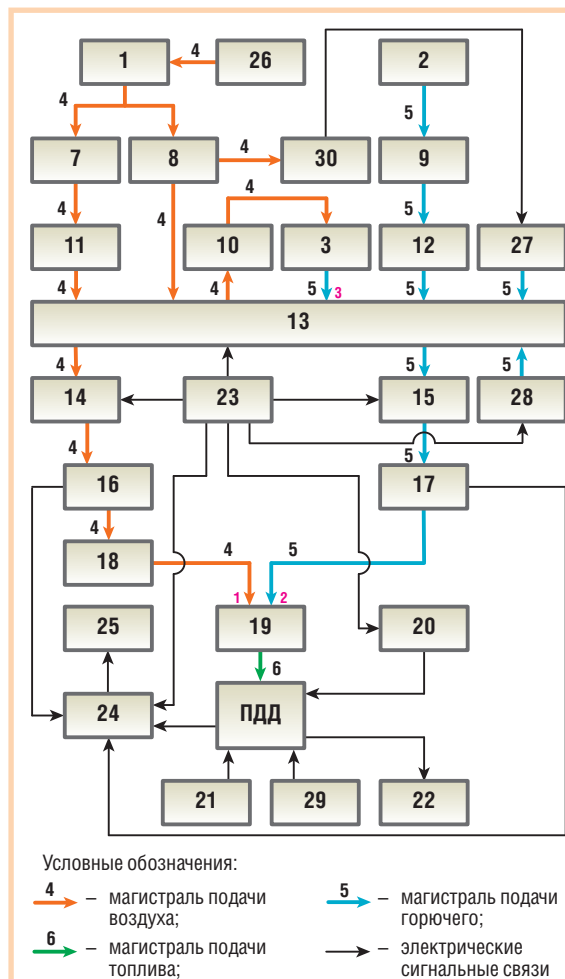 1 4 26 2
4 4 5
7 8 4 30 9
4 4 4 5
11 10 3 12 27
4 4 5 3 5 5
13
4 5 5
14 23 15 28
4 5
16 17
4
18 4 5
1 2
25 19 20
6
24 ПДД
21 29 22
Условные обозначения:
4 – магистраль подачи воздуха;
5 – магистраль подачи горючего;
6 – магистраль подачи топлива;
– электрические сигнальные связи